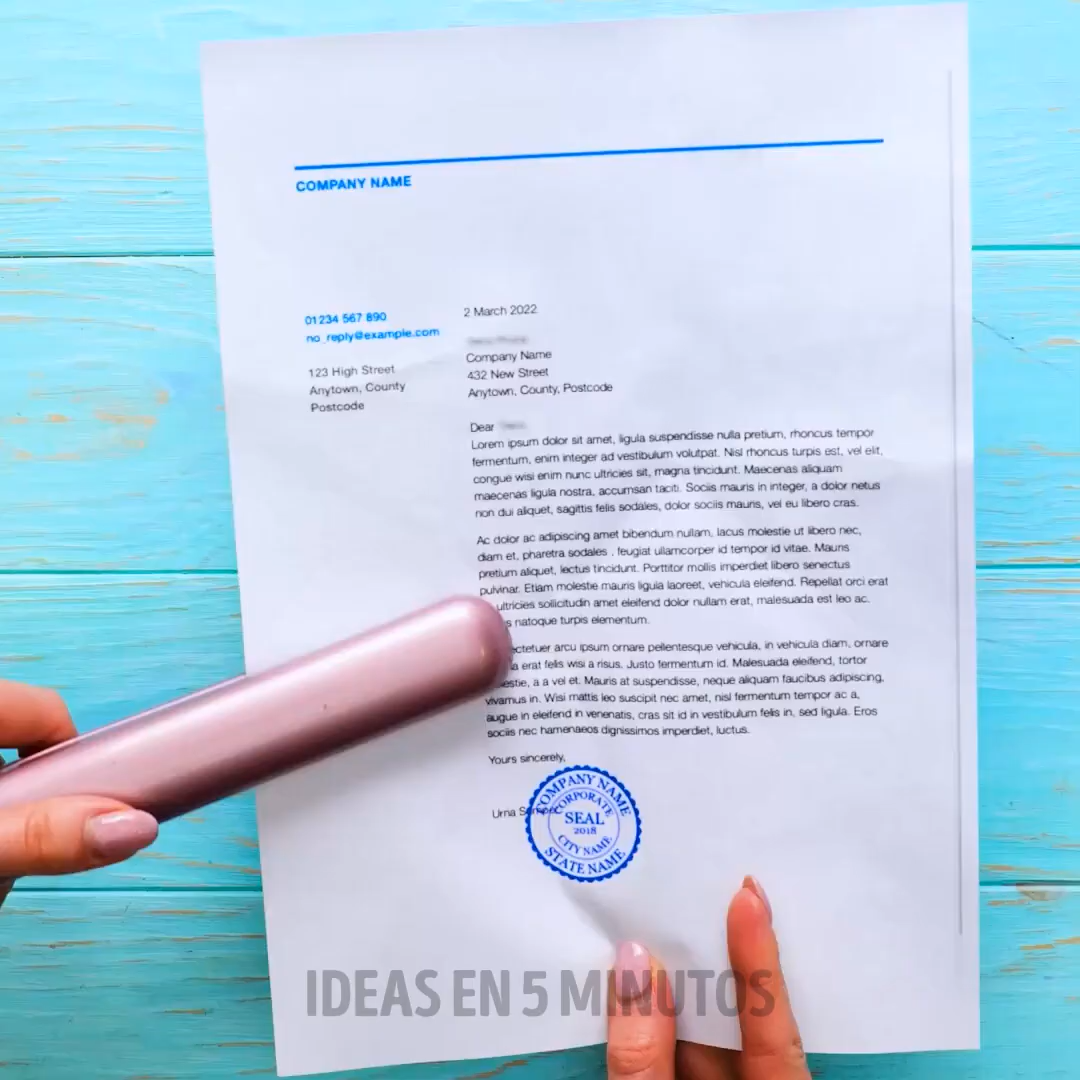 COMPANY NAME
01234 567 890
no_reply@example.com
123 High Street
Anytown, County
Postcode
2 March 2022
Company Name
432 New Street
Anytown, County, Postcode
Dear
Lorem ipsum dolor sit amet, ligula suspendisse nulla pretium, rhoncus tempor
fermentum, enim integer ad vestibulum volutpat. Nisl rhoncus turpis est, vel elit,
congue wisi enim nunc ultricies sit, magna tincidunt. Maecenas aliquam
maecenas ligula nostra, accumsan taciti. Sociis mauris in integer, a dolor netus
non dui aliquet, sagittis felis sodales, dolor sociis mauris, vel eu libero cras.
Ac dolor ac adipiscing amet bibendum nullam, lacus molestie ut libero nec,
diam et, pharetra sodales , feugiat ullamcorper id tempor id vitae. Mauris
pretium aliquet, lectus tincidunt. Porttitor mollis imperdiet libero senectus
pulvinar. Etiam molestie mauris ligula laoreet, vehicula eleifend. Repellat orci erat
ultricies sollicitudin amet eleifend dolor nullam erat, malesuada est leo ac.
natoque turpis elementum.
arcu ipsum ornare pellentesque vehicula, in vehicula diam, ornare
erat felis wisi a risus. Justo fermentum id. Malesuada eleifend, tortor
a a vel et. Mauris at suspendisse, neque aliquam faucibus adipiscing,
vivamus in. Wisi mattis leo suscipit nec amet, nisl fermentum tempor ac a,
augue in eleifend in venenatis, cras sit id in vestibulum felis in, sed ligula. Eros
sociis nec hamenaeos dignissimos imperdiet, luctus.
Yours sincerely,
Urna
COMPANY NAME
CORPORATE
SEAL
2018
CITY NAME
STATE NAME
IDEAS EN 5 MINUTOS